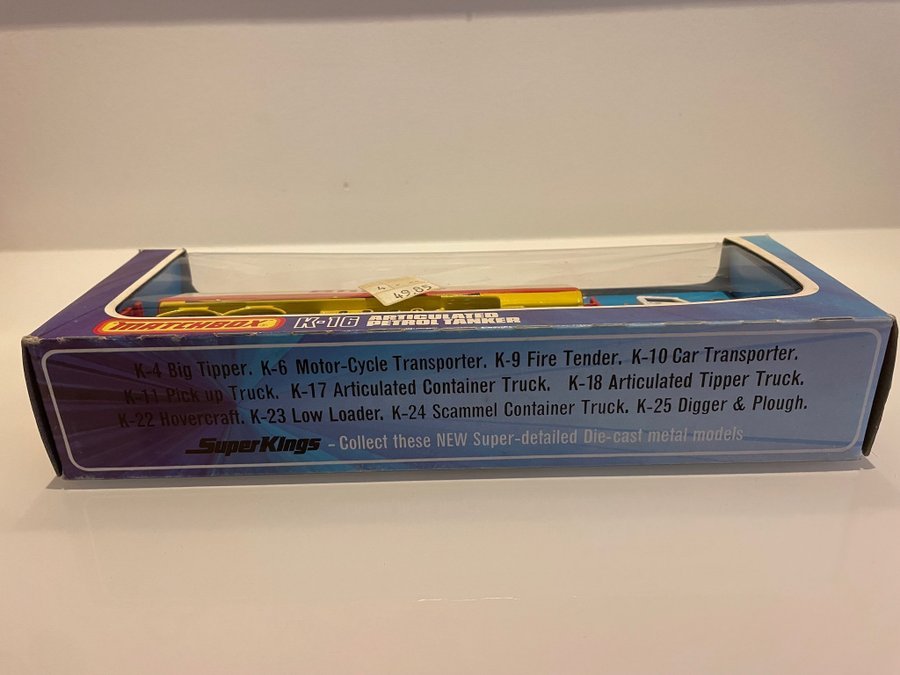 49.85
MATCHBOX K-16 ARTICULATED
PETROL TANKER
K-4 Big Tipper. K-6 Motor-Cycle Transporter. K-9 Fire Tender. K-10 Car Transporter.
K-11 Pick up Truck. K-17 Articulated Container Truck. K-18 Articulated Tipper Truck.
K-22 Hovercraft. K-23 Low Loader. K-24 Scammel Container Truck. K-25 Digger & Plough.
SuperKings - Collect these NEW Super-detailed Die-cast metal models